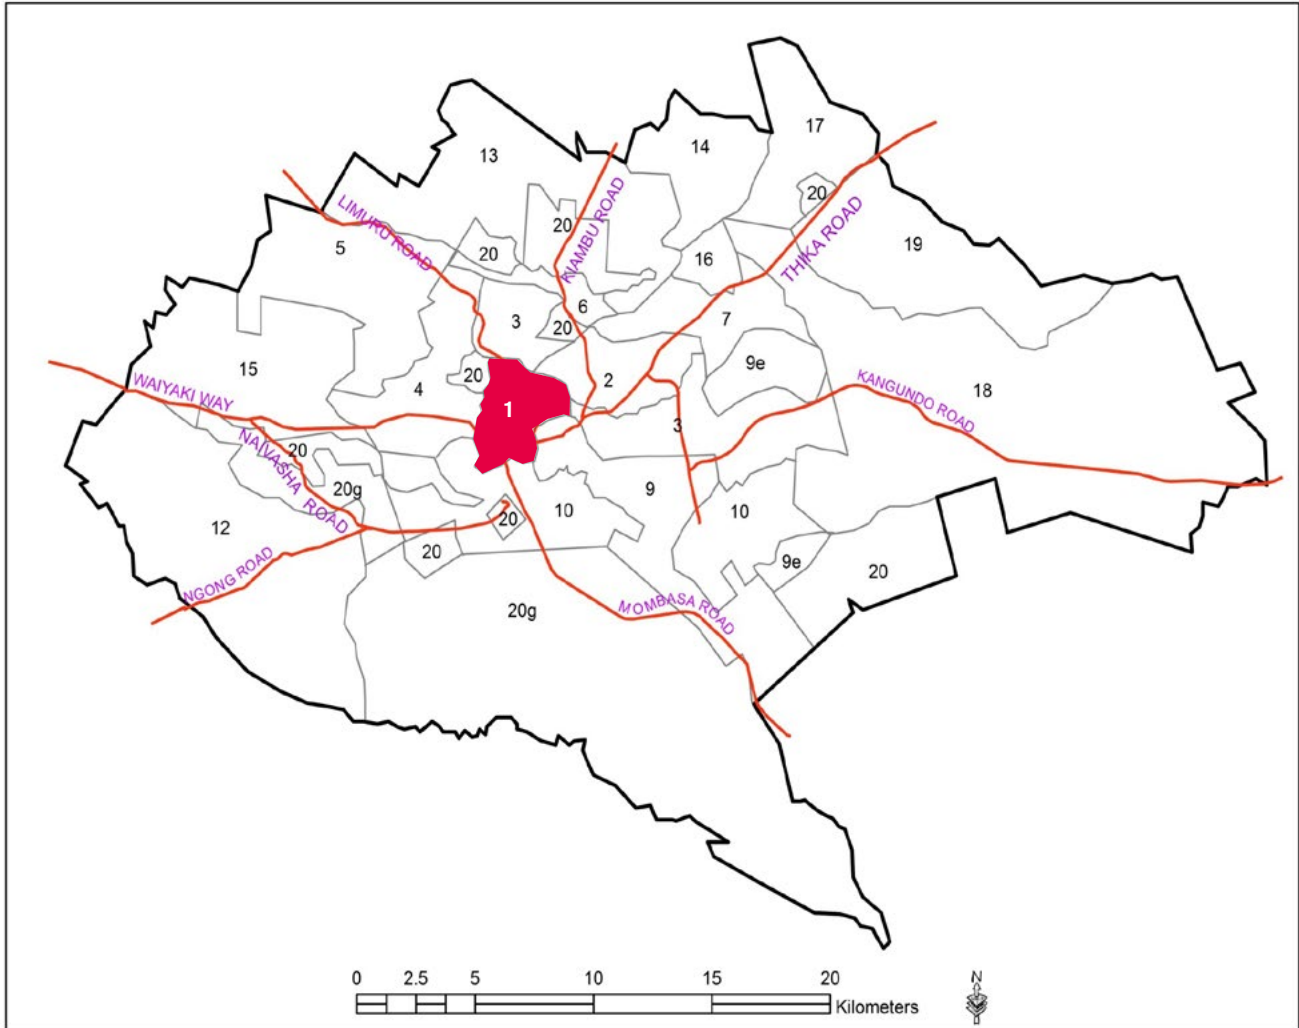 17
14
13
20
20
KIAMBU ROAD
LIMURU ROAD
THIKA ROAD
5
20
19
16
6
3
20
7
9e
15
4
20
2
WAIYAKI WAY
1
KANGUNDO ROAD
18
3
NAIVASHA ROAD
20
20g
9
10
10
20
12
20
9e
20
NGONG ROAD
20g
MOMBASA ROAD
0 2.5 5 10 15 20
Kilometers
N